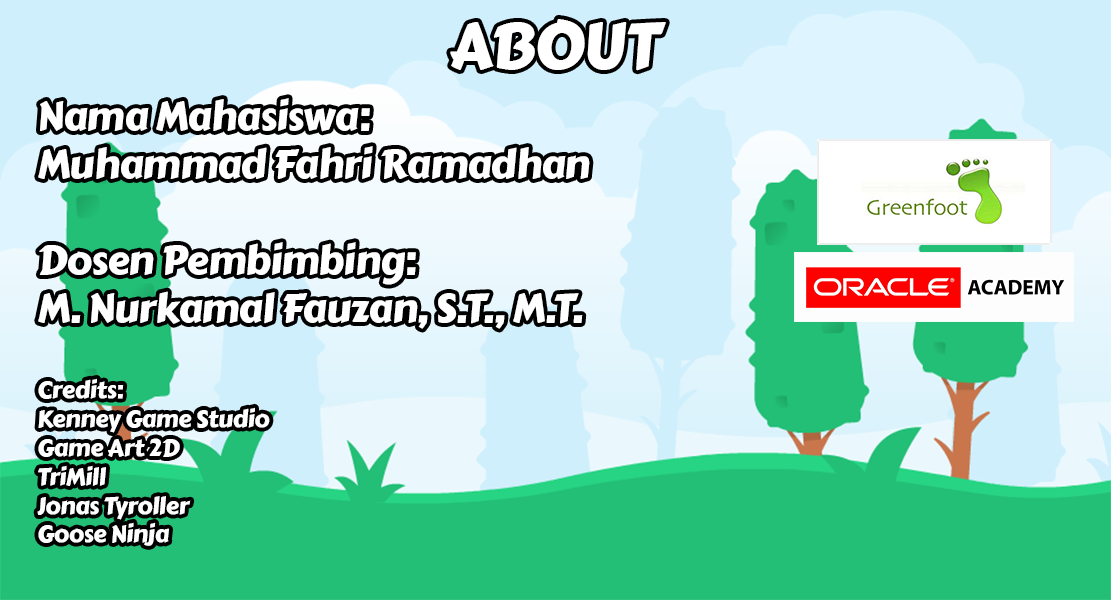 ABOUT
Nama Mahasiswa:
Muhammad Fahri Ramadhan
Dosen Pembimbing:
M. Nurkamal Fauzan, S.T., M.T.
Credits:
Kenney Game Studio
Game Art 2D
TriMill
Jonas Tyroller
Goose Ninja
Greenfoot
ORACLE® ACADEMY